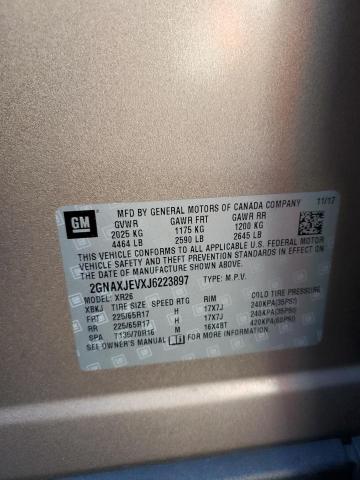 GM
MFD BY GENERAL MOTORS OF CANADA COMPANY 11/17
GVWR GAWR FRT GAWR RR
2025 KG 1175 KG 1200 KG
4464 LB 2590 LB 2645 LB
THIS VEHICLE CONFORMS TO ALL APPLICABLE U.S.
FEDERAL MOTOR VEHICLE SAFETY, BUMPER, AND
THEFT PREVENTION STANDARDS IN EFFECT ON
THE DATE OF MANUFACTURE SHOWN ABOVE.
2GNAXJEVXJ6223897 TYPE: M.P.V.
MODEL: XR26
XBKJ TIRE SIZE SPEED RTG RIM COLD TIRE PRESSURE
FRT 225/65R17 H 17X7J 240KPA(35PSI)
RR 225/65R17 H 17X7J 240KPA(35PSI)
SPA T135/70R16 M 16X4BT 420KPA(60PSI)
SEE OWNER'S MANUAL FOR MORE INFORMATION.